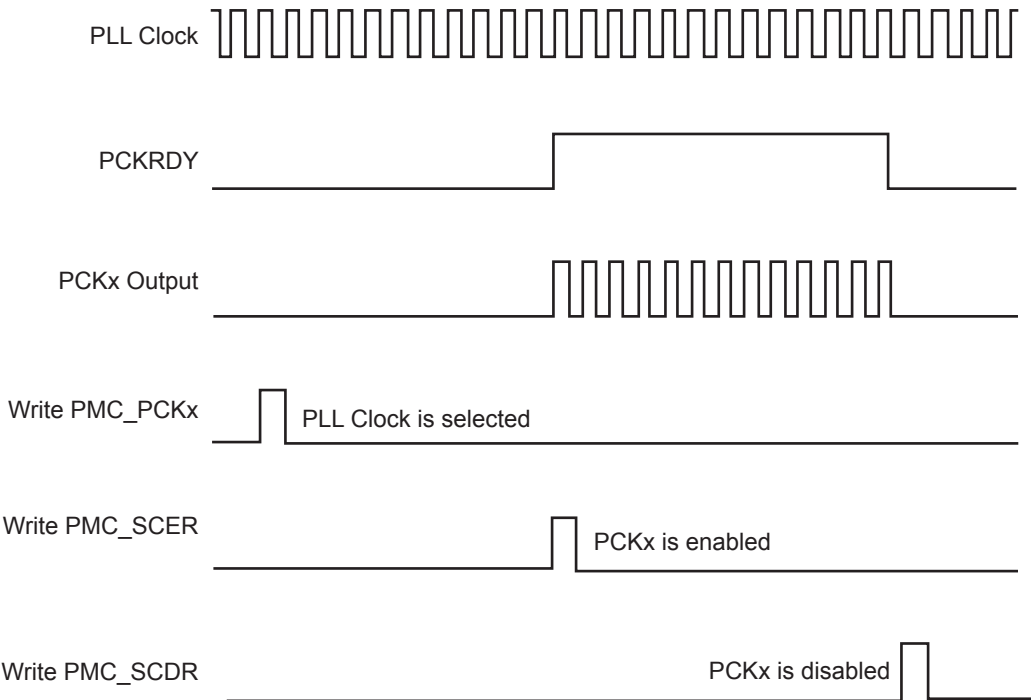 PLL Clock
PCKRDY
PCKx Output
Write PMC_PCKx
PLL Clock is selected
Write PMC_SCER
PCKx is enabled
Write PMC_SCDR
PCKx is disabled